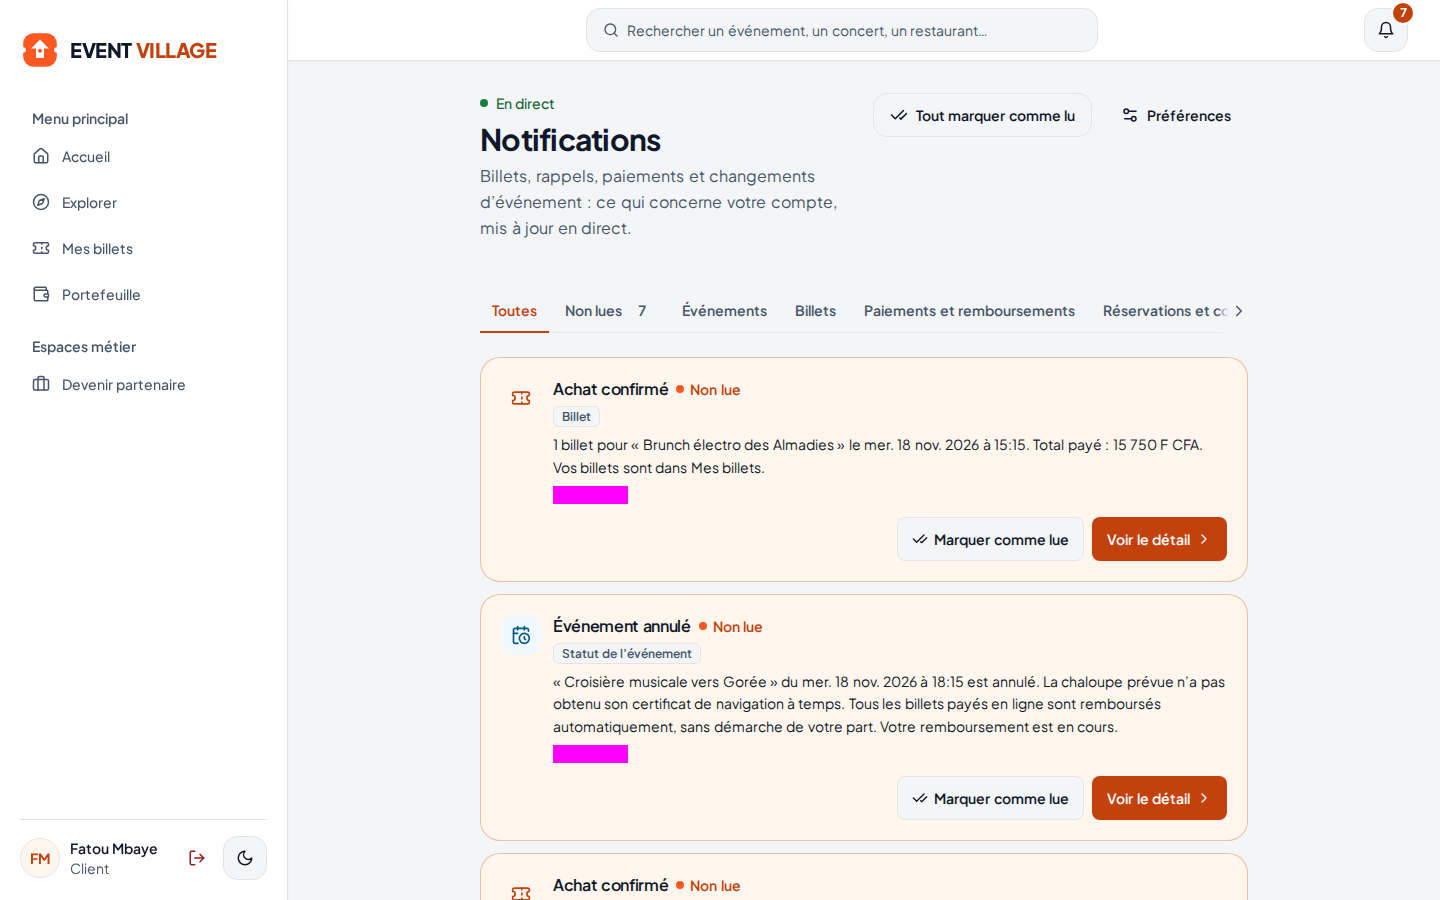 EVENT VILLAGE
Menu principal
Accueil
Explorer
Mes billets
Portefeuille
Espaces métier
Devenir partenaire
FM
Fatou Mbaye
Client
Rechercher un événement, un concert, un restaurant…
7
En direct
Notifications
Billets, rappels, paiements et changements
d’événement : ce qui concerne votre compte,
mis à jour en direct.
Tout marquer comme lu
Préférences
Toutes
Non lues 7
Événements
Billets
Paiements et remboursements
Réservations et
Achat confirmé
Non lue
Billet
1 billet pour « Brunch électro des Almadies » le mer. 18 nov. 2026 à 15:15. Total payé : 15 750 F CFA.
Vos billets sont dans Mes billets.
Marquer comme lue
Voir le détail
Événement annulé
Non lue
Statut de l’événement
« Croisière musicale vers Gorée » du mer. 18 nov. 2026 à 18:15 est annulé. La chaloupe prévue n’a pas
obtenu son certificat de navigation à temps. Tous les billets payés en ligne sont remboursés
automatiquement, sans démarche de votre part. Votre remboursement est en cours.
Marquer comme lue
Voir le détail
Achat confirmé
Non lue